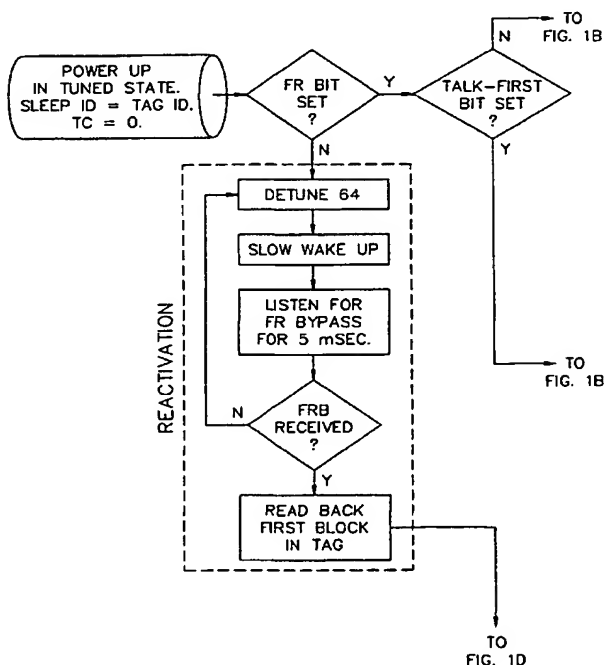 POWER UP
IN TUNED STATE.
SLEEP ID = TAG ID.
TC = 0.
FR BIT
SET
?
Y
N
TALK-FIRST
BIT SET
?
N
TO
FIG. 1B
Y
TO
FIG. 1B
REACTIVATION
DETUNE 64
SLOW WAKE UP
LISTEN FOR
FR BYPASS
FOR 5 mSEC.
FRB
RECEIVED
?
N
Y
READ BACK
FIRST BLOCK
IN TAG
TO
FIG. 1D